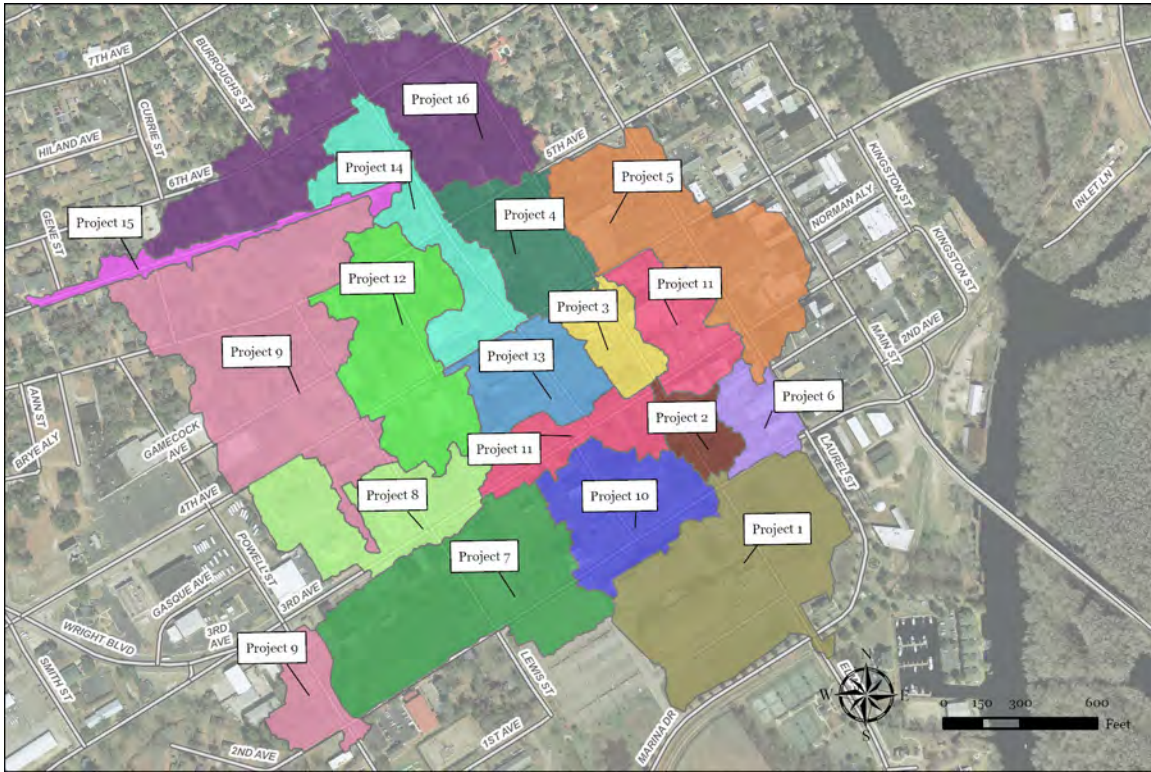 7TH AVE
BURROUGHS ST
HILAND AVE
CURRIE ST
Project 16
5TH AVE
6TH AVE
Project 14
Project 5
KINGSTON ST
NORMAN ALY
INLET LN
GENE ST
Project 15
Project 4
KINGSTON ST
Project 12
Project 11
Project 3
MAIN ST
2ND AVE
Project 9
Project 13
Project 6
ANN ST
BRYE ALY
GAMECOCK AVE
Project 2
Project 11
LAUREL ST
4TH AVE
Project 8
Project 10
Project 1
POWELL ST
Project 7
GASQUE AVE
3RD AVE
WRIGHT BLVD
3RD AVE
Project 9
SMITH ST
LEWIS ST
N
W E
S
0 150 300 600
Feet
1ST AVE
MARINA DR
2ND AVE